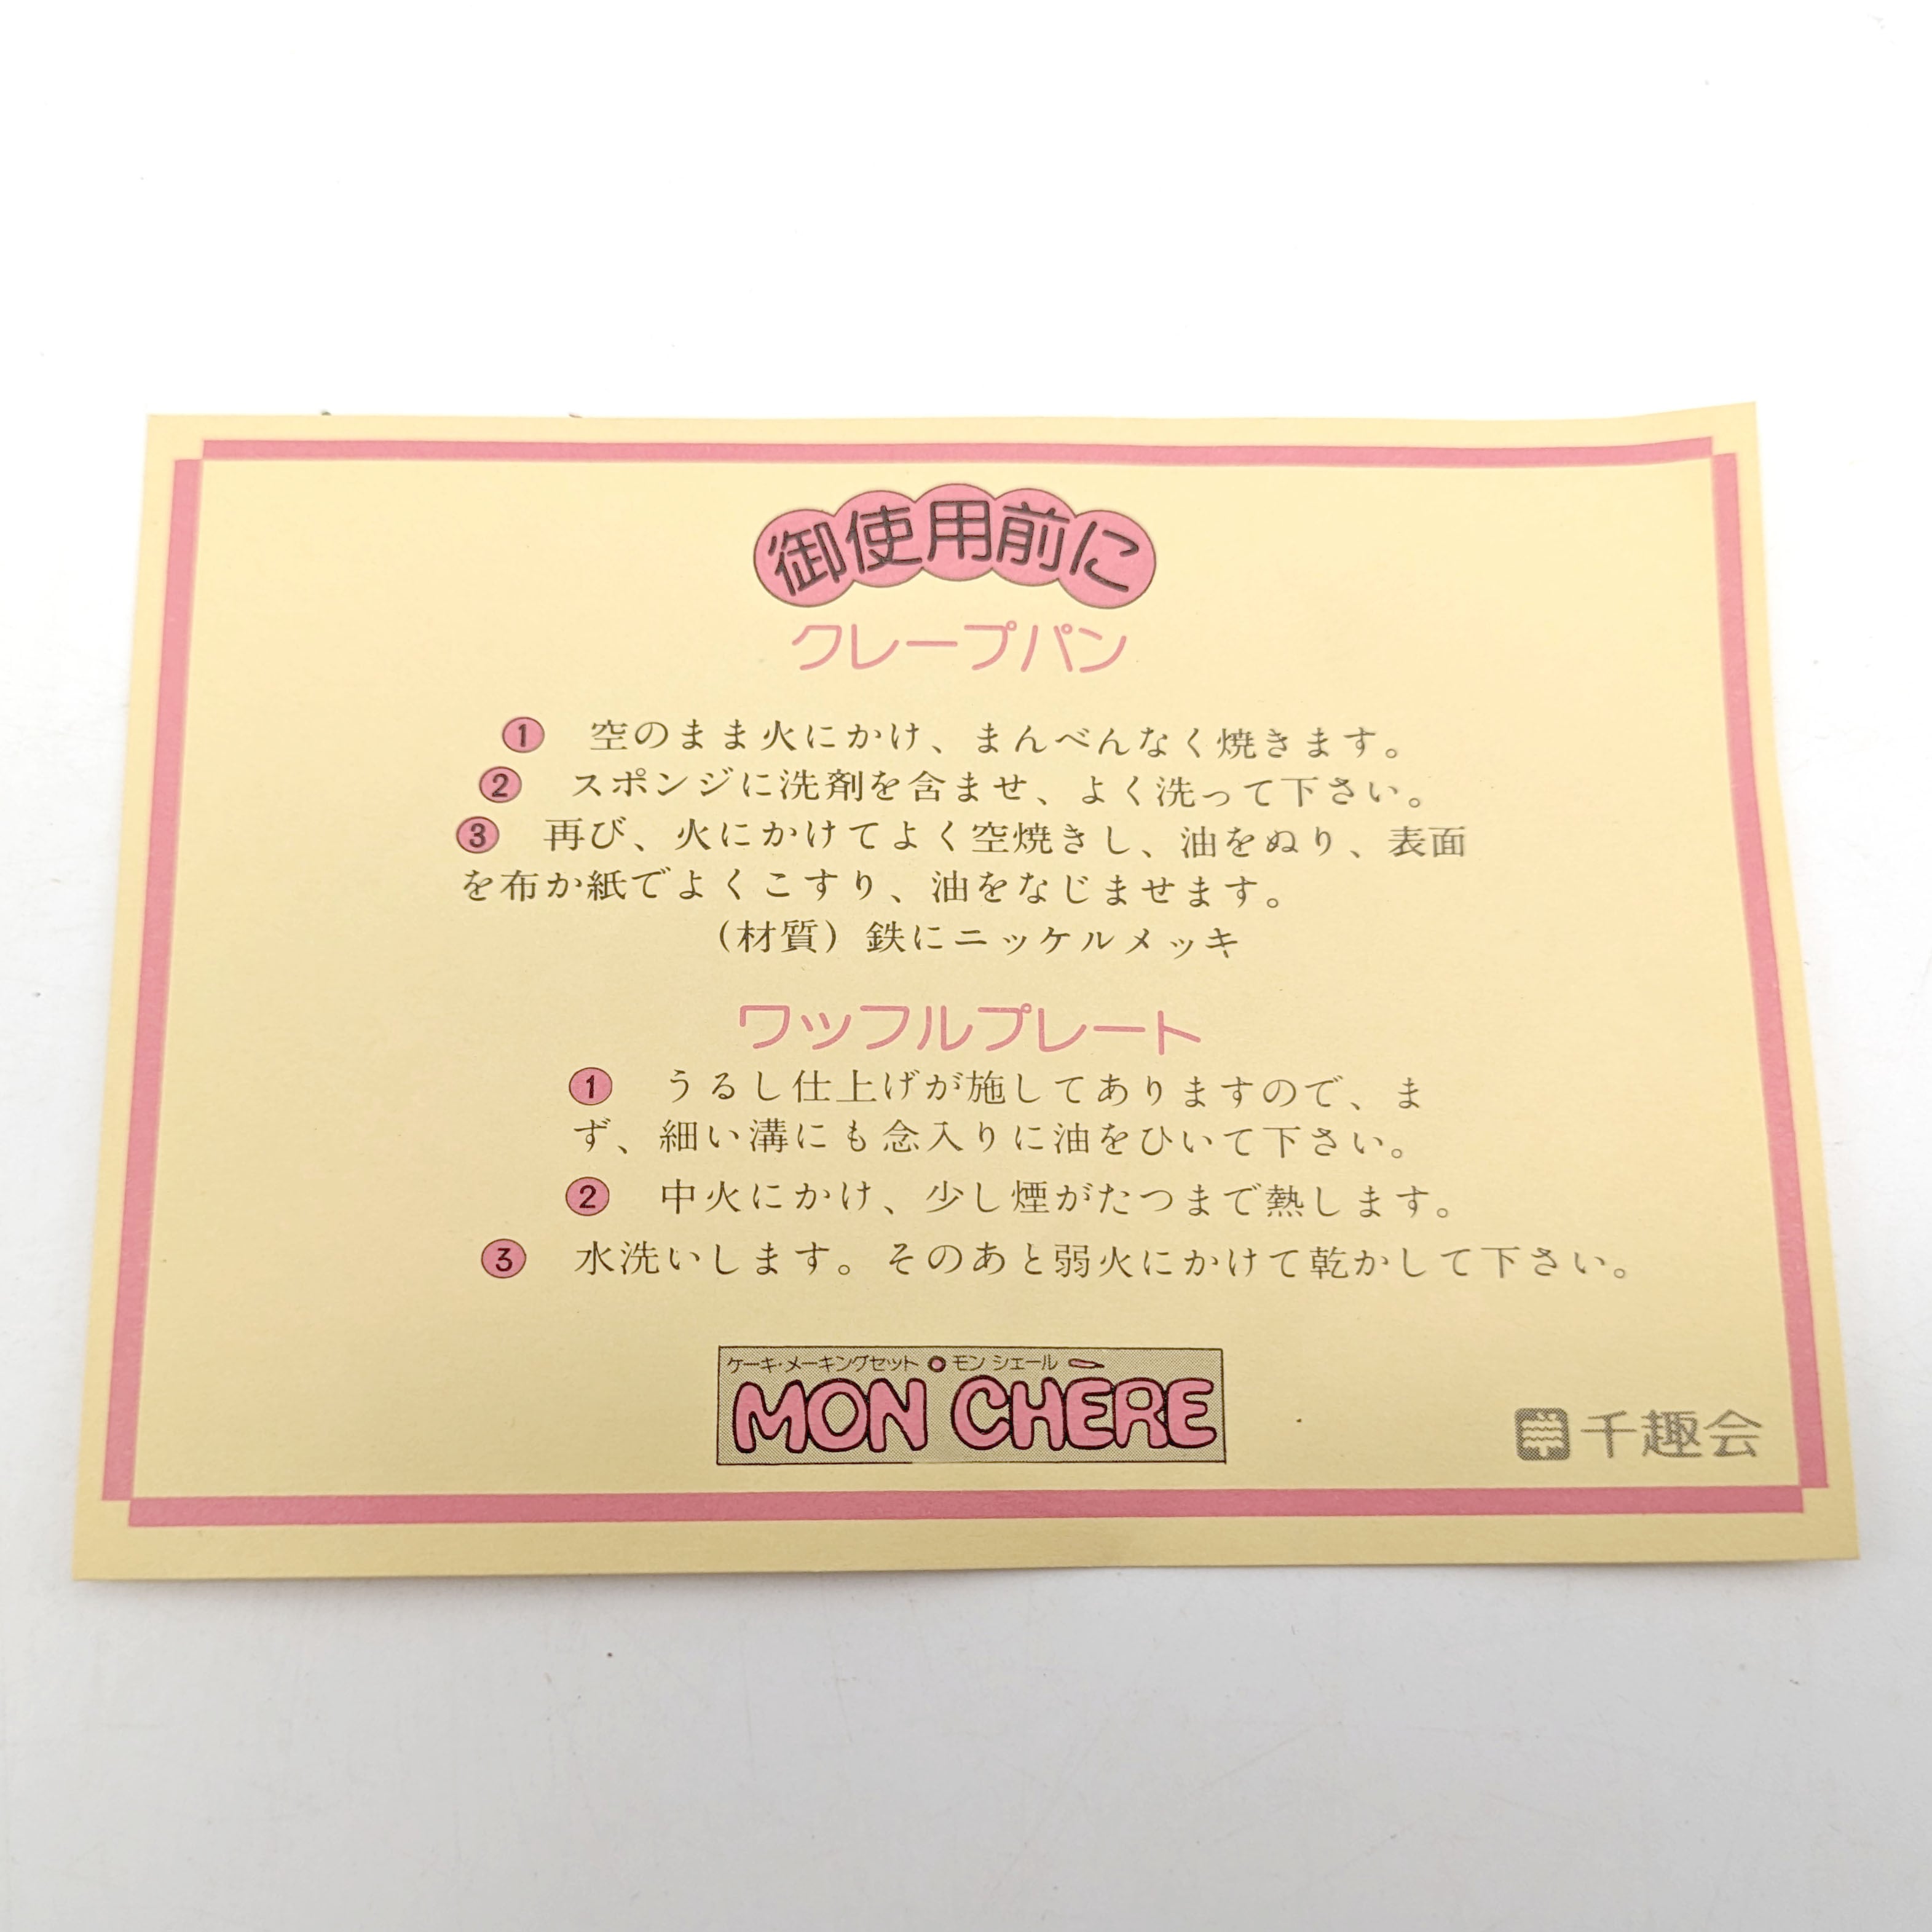 御使用前に
クレープパン
1 空のまま火にかけ、まんべんなく焼きます。
2 スポンジに洗剤を含ませ、よく洗って下さい。
3 再び、火にかけてよく空焼きし、油をぬり、表面
を布か紙でよくこすり、油をなじませます。
(材質) 鉄にニッケルメッキ
ワッフルプレート
1 うるし仕上げが施してありますので、ま
ず、細い溝にも念入りに油をひいて下さい。
2 中火にかけ、少し煙がたつまで熱します。
3 水洗いします。そのあと弱火にかけて乾かして下さい。
ケーキ・メーキングセット モン シェール
MON CHÈRE
千趣会